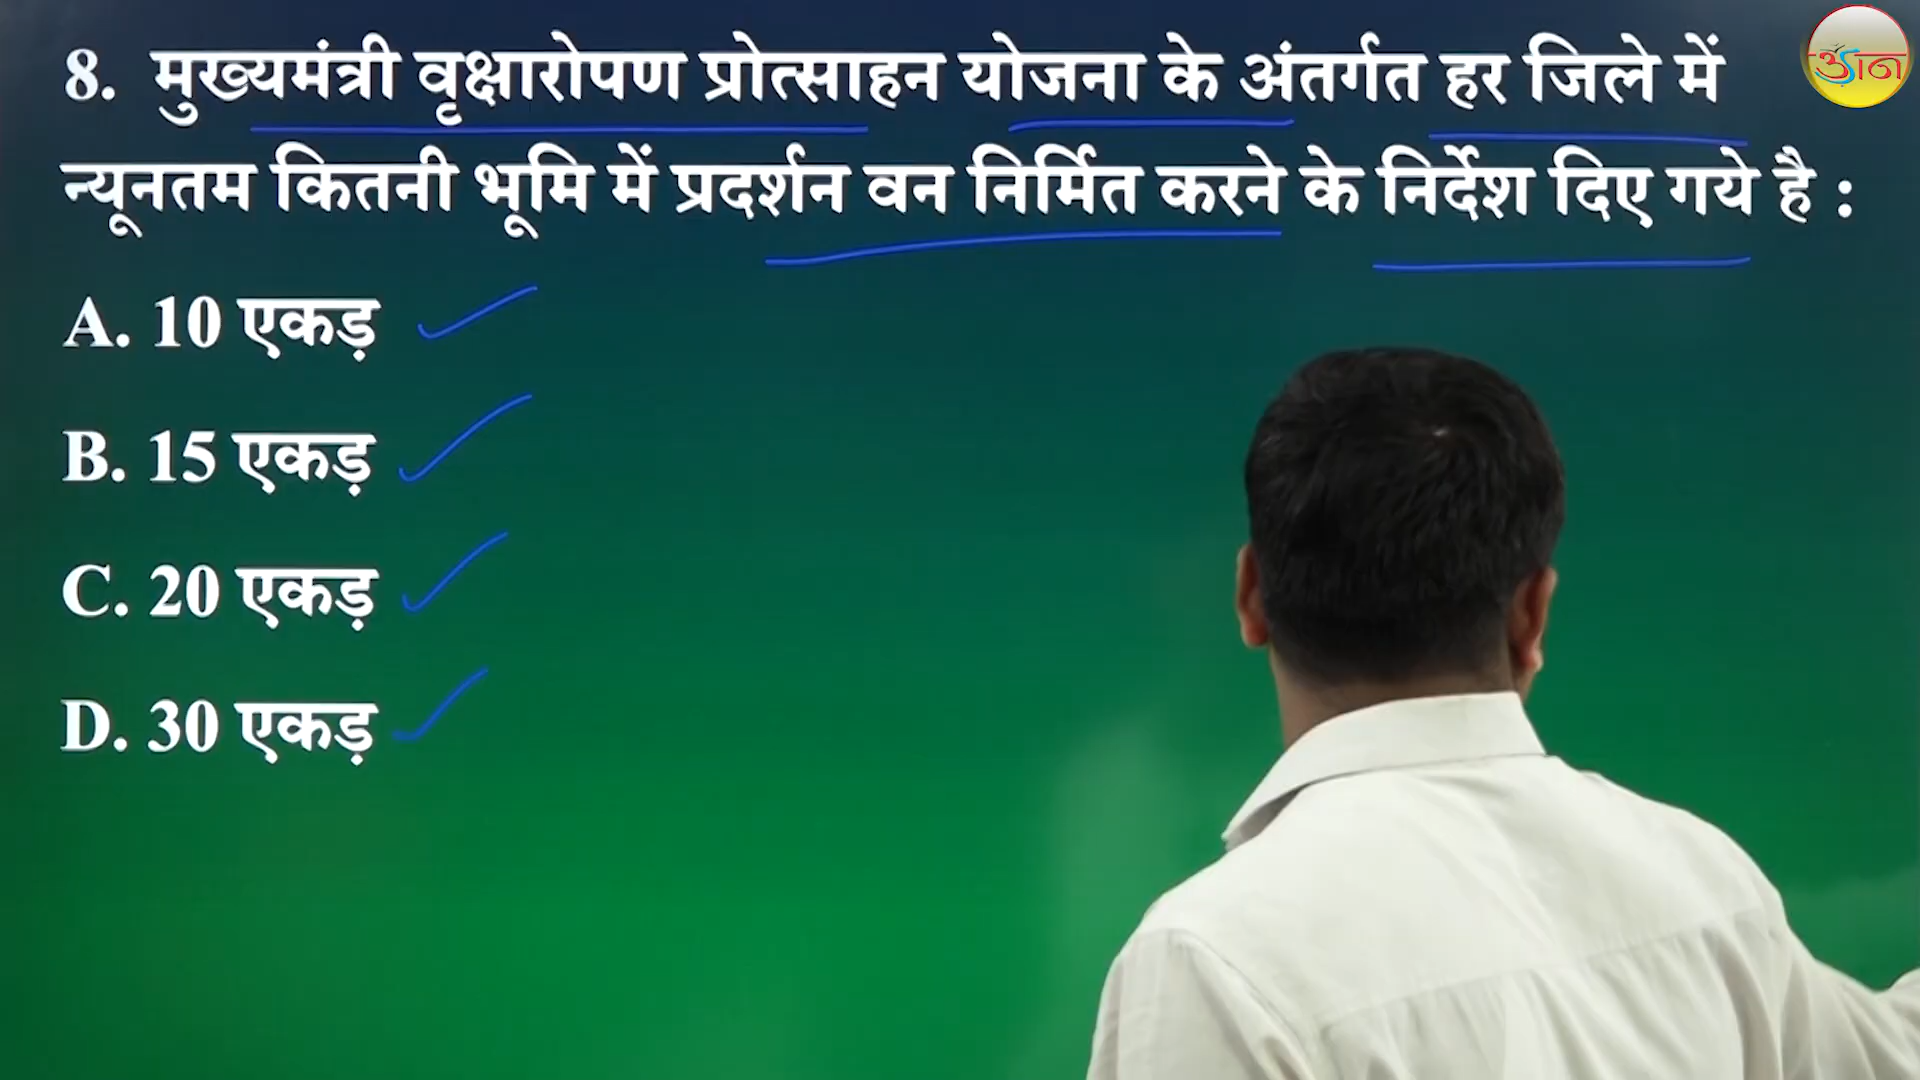 उड़ान
8. मुख्यमंत्री वृक्षारोपण प्रोत्साहन योजना के अंतर्गत हर जिले में
न्यूनतम कितनी भूमि में प्रदर्शन वन निर्मित करने के निर्देश दिए गये है :
A. 10 एकड़
B. 15 एकड़
C. 20 एकड़
D. 30 एकड़